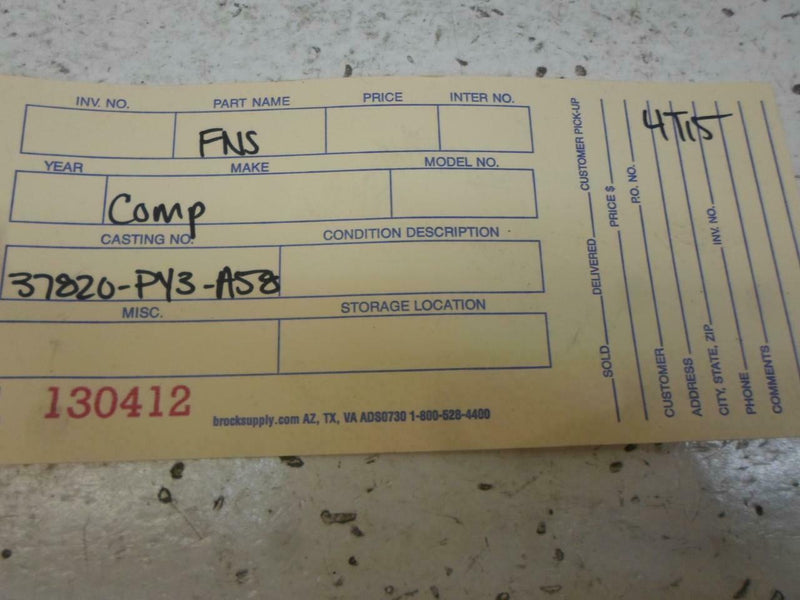 INV. NO. PART NAME PRICE INTER NO.
FNS
YEAR MAKE MODEL NO.
Comp
CASTING NO. CONDITION DESCRIPTION
37820-PY3-A58
MISC. STORAGE LOCATION
130412
brocksupply.com AZ, TX, VA ADS0730 1-800-528-4400
SOLD DELIVERED CUSTOMER PICK-UP
PRICE $ P.O. NO.
4T15
CUSTOMER
ADDRESS
CITY, STATE, ZIP INV. NO.
PHONE
COMMENTS